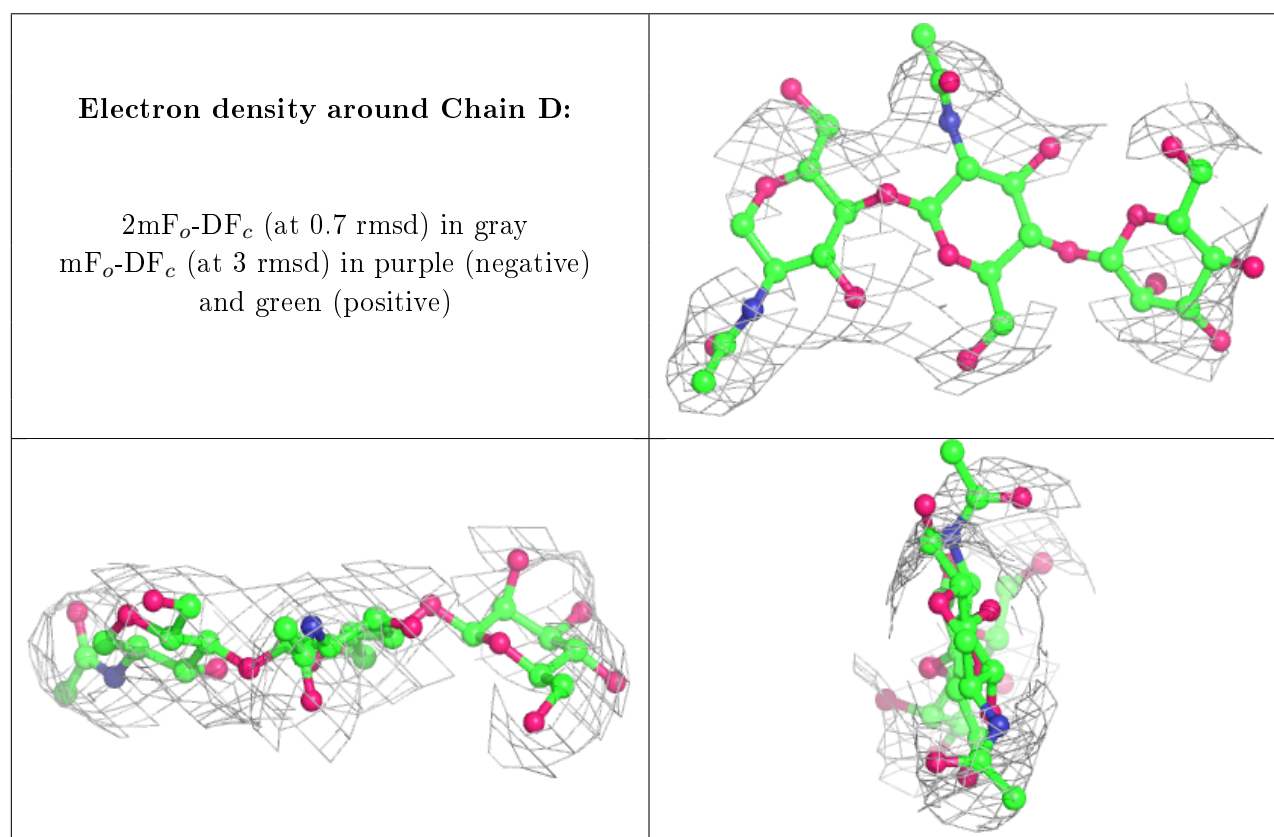 Electron density around Chain D:
2mFo-DFc (at 0.7 rmsd) in gray
mFo-DFc (at 3 rmsd) in purple (negative)
and green (positive)